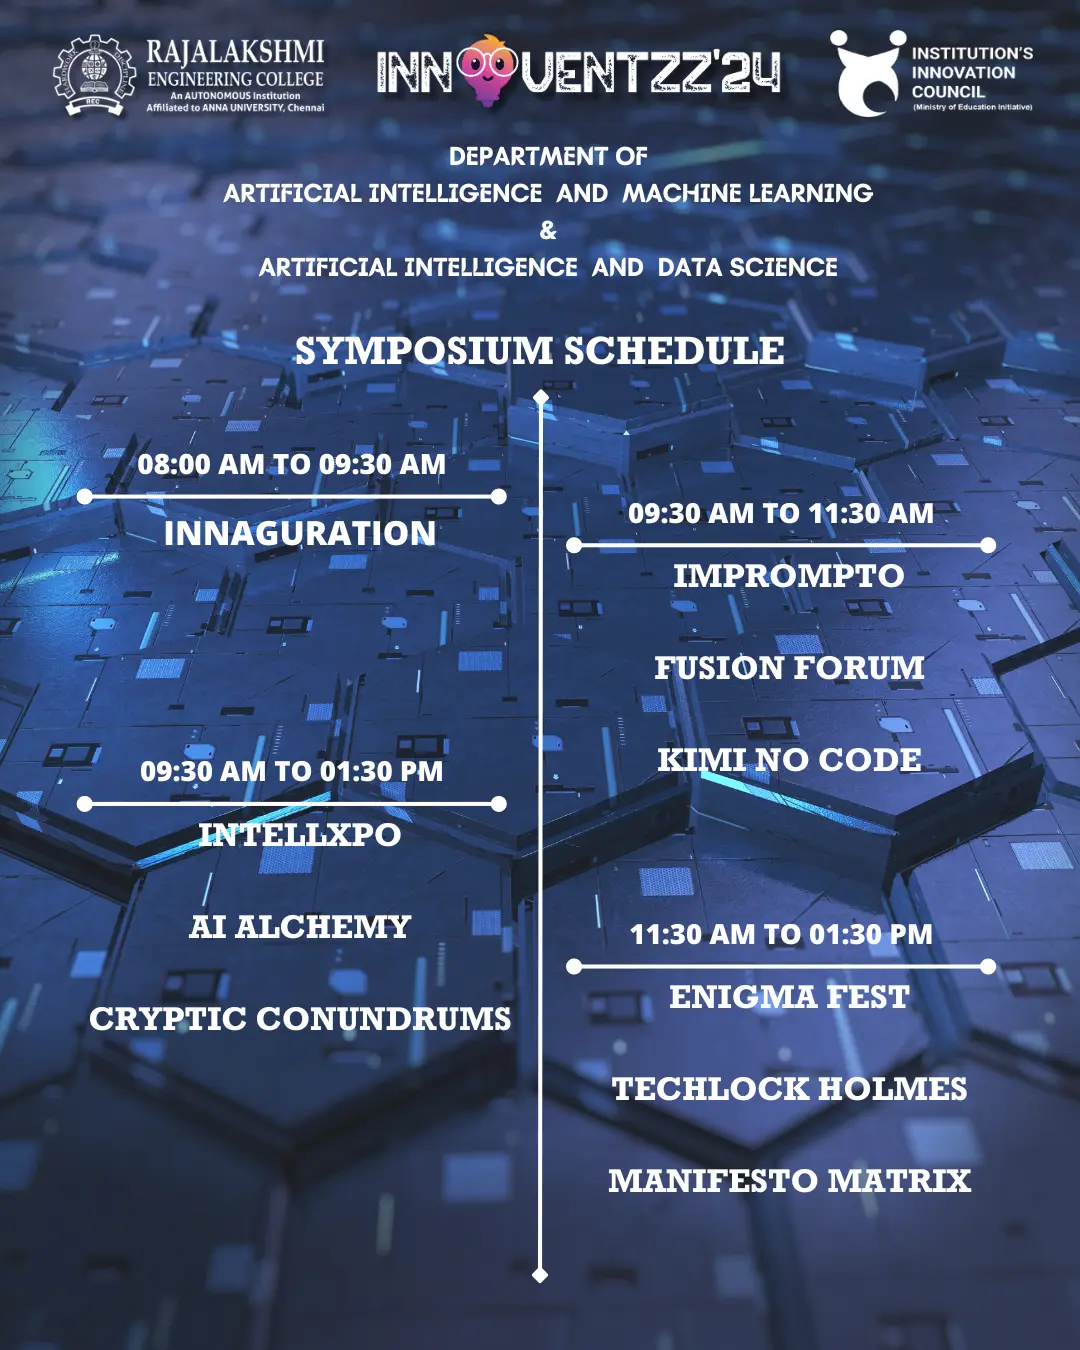 RAJALAKSHMI
ENGINEERING COLLEGE
An AUTONOMOUS Institution
Affiliated to ANNA UNIVERSITY, Chennai
REC
INNOVENTZZ'24
INSTITUTION'S
INNOVATION
COUNCIL
(Ministry of Education Initiative)
DEPARTMENT OF
ARTIFICIAL INTELLIGENCE AND MACHINE LEARNING
&
ARTIFICIAL INTELLIGENCE AND DATA SCIENCE
SYMPOSIUM SCHEDULE
08:00 AM TO 09:30 AM
INNAGURATION
09:30 AM TO 11:30 AM
IMPROMPTO
FUSION FORUM
KIMI NO CODE
09:30 AM TO 01:30 PM
INTELLXPO
AI ALCHEMY
CRYPTIC CONUNDRUMS
11:30 AM TO 01:30 PM
ENIGMA FEST
TECHLOCK HOLMES
MANIFESTO MATRIX